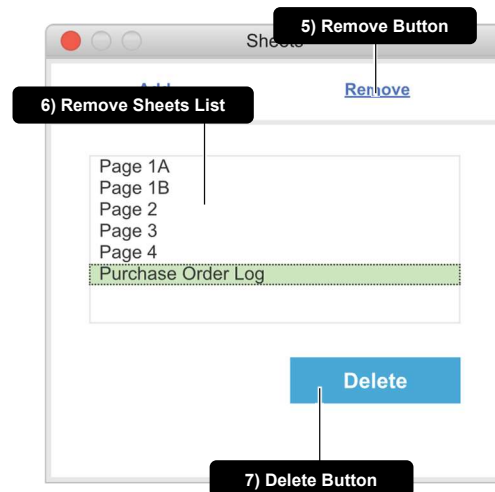 5) Remove Button
Remove
6) Remove Sheets List
Page 1A
Page 1B
Page 2
Page 3
Page 4
Purchase Order Log
Delete
7) Delete Button